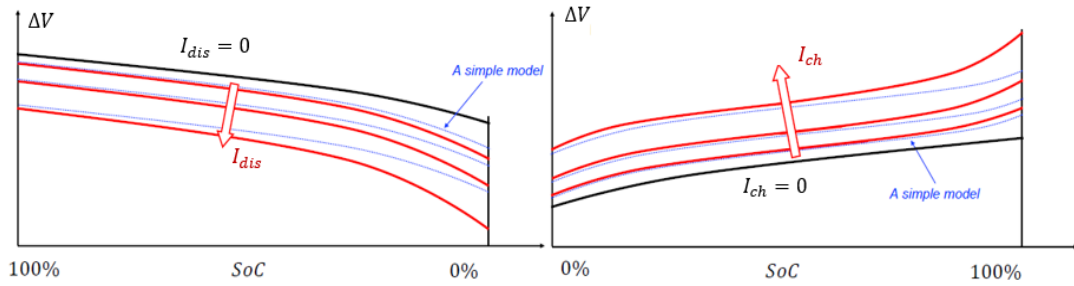 ΔV
I_dis = 0
A simple model
I_dis
100%
SoC
0%
ΔV
I_ch
I_ch = 0
A simple model
0%
SoC
100%